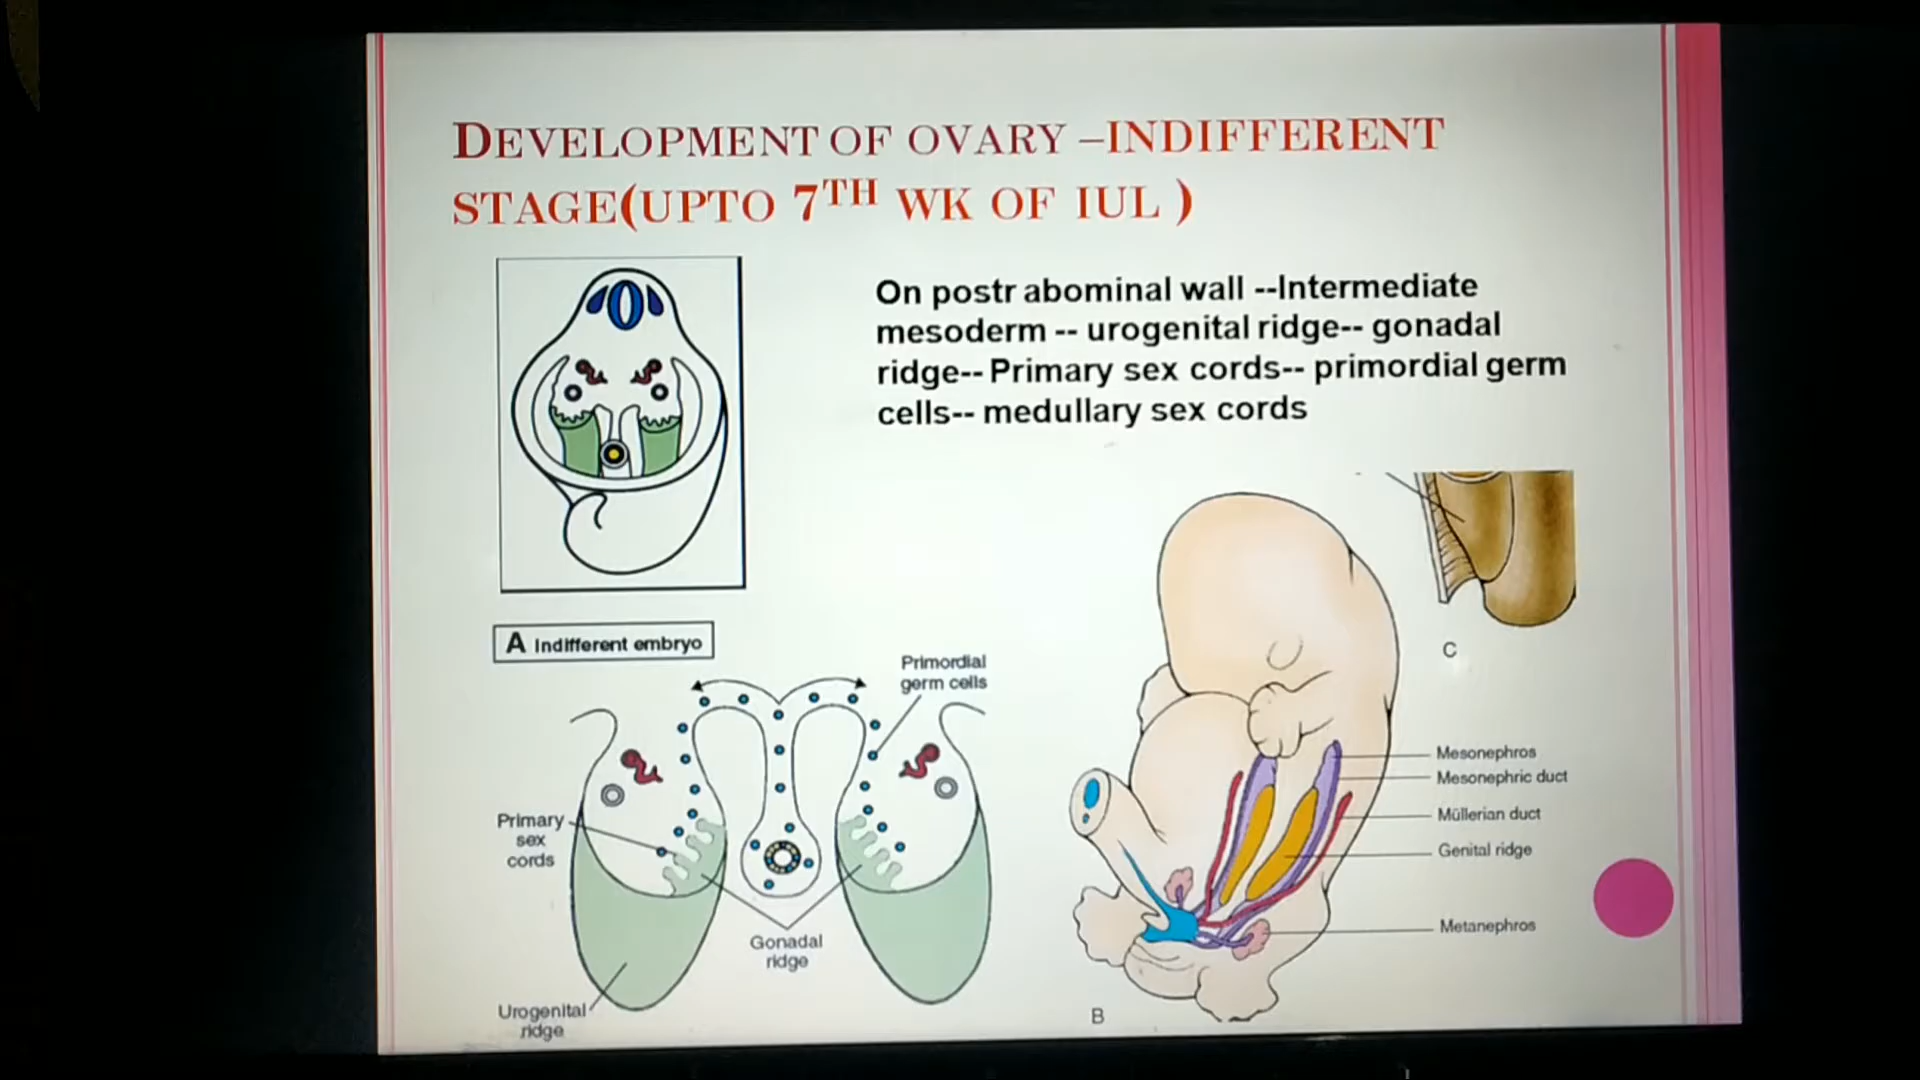 DEVELOPMENT OF OVARY –INDIFFERENT
STAGE(UPTO 7TH WK OF IUL )
On postr abominal wall --Intermediate
mesoderm -- urogenital ridge-- gonadal
ridge-- Primary sex cords-- primordial germ
cells-- medullary sex cords
A Indifferent embryo
Primordial
germ cells
Primary
sex
cords
Gonadal
ridge
Urogenital
ridge
C
Mesonephros
Mesonephric duct
Müllerian duct
Genital ridge
Metanephros
B